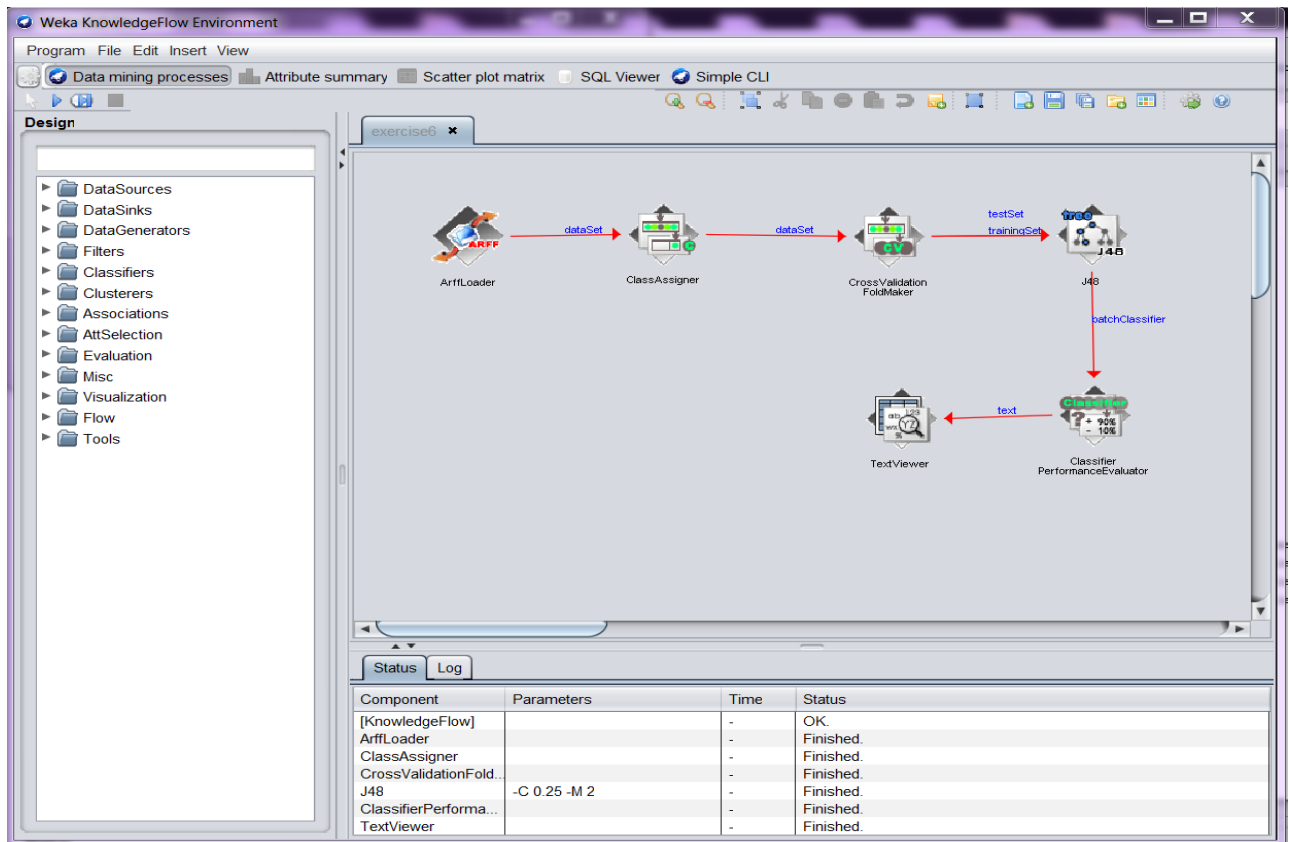 Weka KnowledgeFlow Environment
Program File Edit Insert View
Data mining processes Attribute summary Scatter plot matrix SQL Viewer Simple CLI
Design
exercise6
DataSources
DataSinks
DataGenerators
Filters
Classifiers
Clusterers
Associations
AttSelection
Evaluation
Misc
Visualization
Flow
Tools
ARFF
ArffLoader
dataSet
C
ClassAssigner
dataSet
CV
CrossValidation
FoldMaker
testSet
trainingSet
tree
J48
J48
batchClassifier
Classifier
? + 90%
- 10%
Classifier
PerformanceEvaluator
text
TextViewer
Status Log
Component Parameters Time Status
[KnowledgeFlow] - OK.
ArffLoader - Finished.
ClassAssigner - Finished.
CrossValidationFold... - Finished.
J48 -C 0.25 -M 2 - Finished.
ClassifierPerforma... - Finished.
TextViewer - Finished.